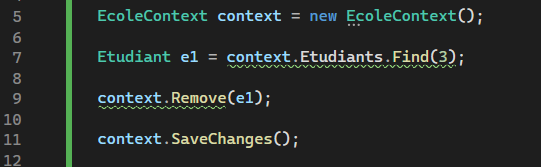 5 EcoleContext context = new EcoleContext();
6
7 Etudiant e1 = context.Etudiants.Find(3);
8
9 context.Remove(e1);
10
11 context.SaveChanges();
12